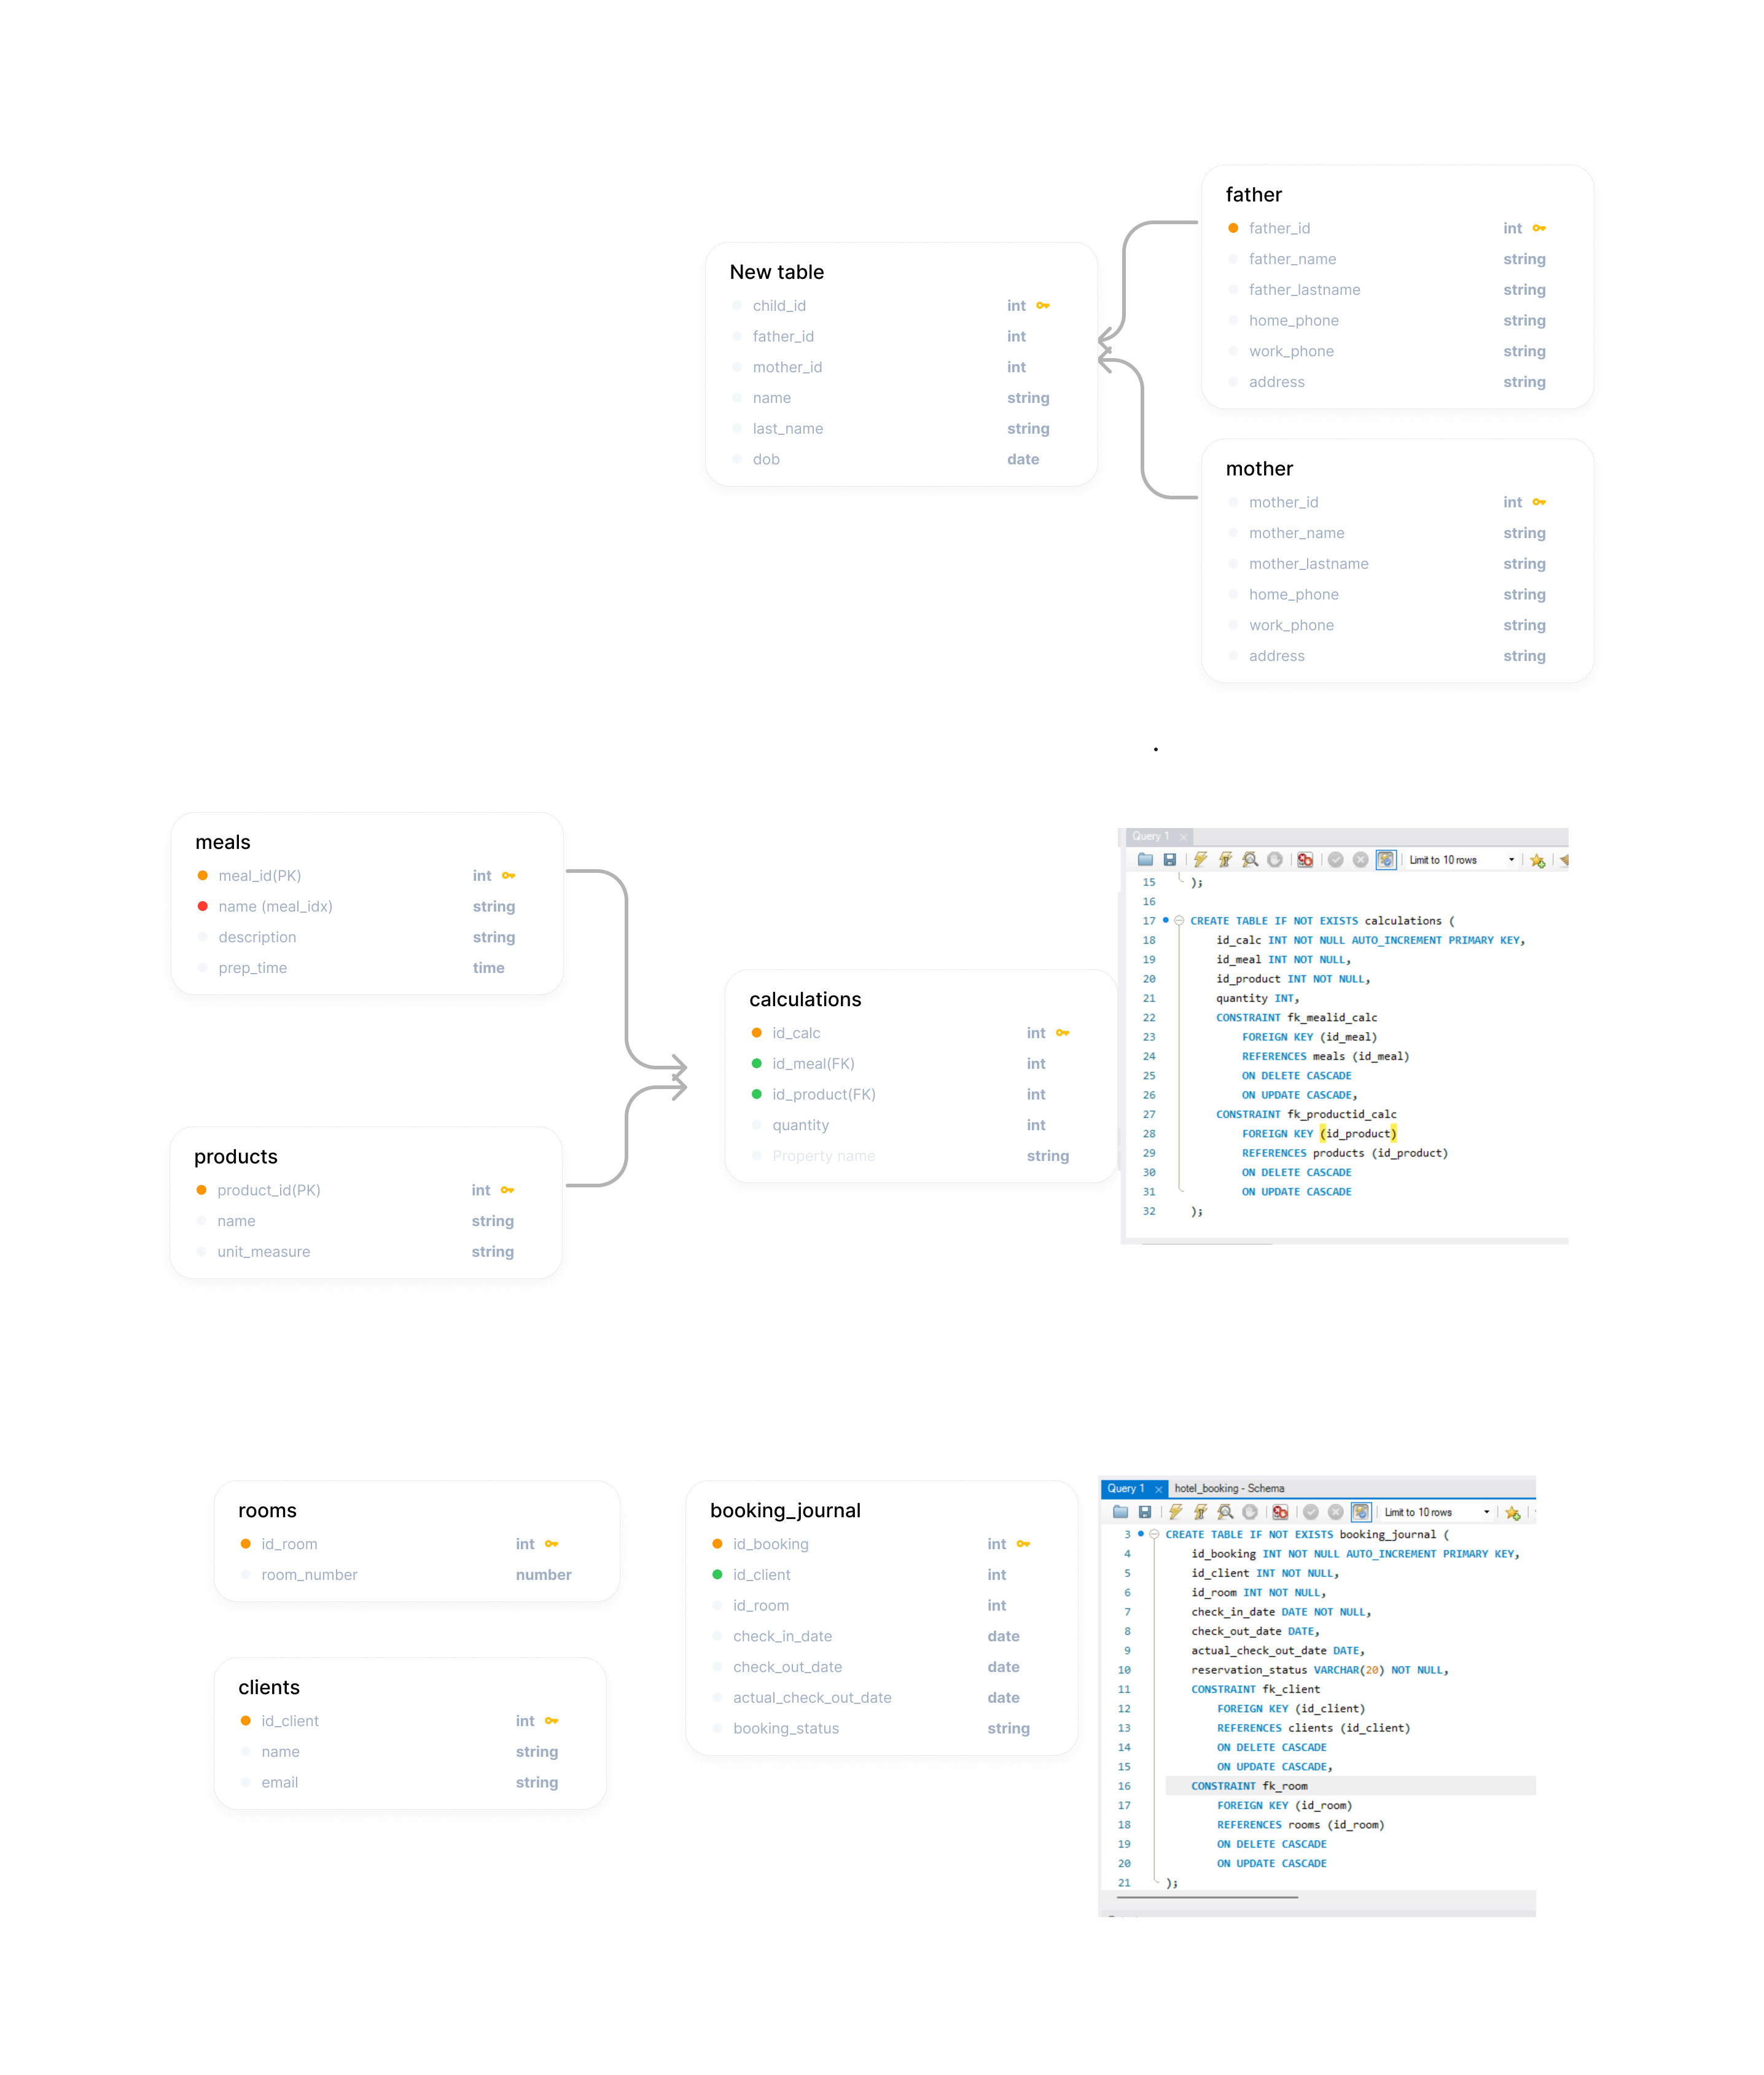 father
father_id int
father_name string
father_lastname string
home_phone string
work_phone string
address string
New table
child_id int
father_id int
mother_id int
name string
last_name string
dob date
mother
mother_id int
mother_name string
mother_lastname string
home_phone string
work_phone string
address string
.
meals
meal_id(PK) int
name (meal_idx) string
description string
prep_time time
products
product_id(PK) int
name string
unit_measure string
calculations
id_calc int
id_meal(FK) int
id_product(FK) int
quantity int
Property name string
Query 1
Limit to 10 rows
15 );
16
17 CREATE TABLE IF NOT EXISTS calculations (
18 id_calc INT NOT NULL AUTO_INCREMENT PRIMARY KEY,
19 id_meal INT NOT NULL,
20 id_product INT NOT NULL,
21 quantity INT,
22 CONSTRAINT fk_mealid_calc
23 FOREIGN KEY (id_meal)
24 REFERENCES meals (id_meal)
25 ON DELETE CASCADE
26 ON UPDATE CASCADE,
27 CONSTRAINT fk_productid_calc
28 FOREIGN KEY (id_product)
29 REFERENCES products (id_product)
30 ON DELETE CASCADE
31 ON UPDATE CASCADE
32 );
rooms
id_room int
room_number number
clients
id_client int
name string
email string
booking_journal
id_booking int
id_client int
id_room int
check_in_date date
check_out_date date
actual_check_out_date date
booking_status string
Query 1 hotel_booking - Schema
Limit to 10 rows
3 CREATE TABLE IF NOT EXISTS booking_journal (
4 id_booking INT NOT NULL AUTO_INCREMENT PRIMARY KEY,
5 id_client INT NOT NULL,
6 id_room INT NOT NULL,
7 check_in_date DATE NOT NULL,
8 check_out_date DATE,
9 actual_check_out_date DATE,
10 reservation_status VARCHAR(20) NOT NULL,
11 CONSTRAINT fk_client
12 FOREIGN KEY (id_client)
13 REFERENCES clients (id_client)
14 ON DELETE CASCADE
15 ON UPDATE CASCADE,
16 CONSTRAINT fk_room
17 FOREIGN KEY (id_room)
18 REFERENCES rooms (id_room)
19 ON DELETE CASCADE
20 ON UPDATE CASCADE
21 );